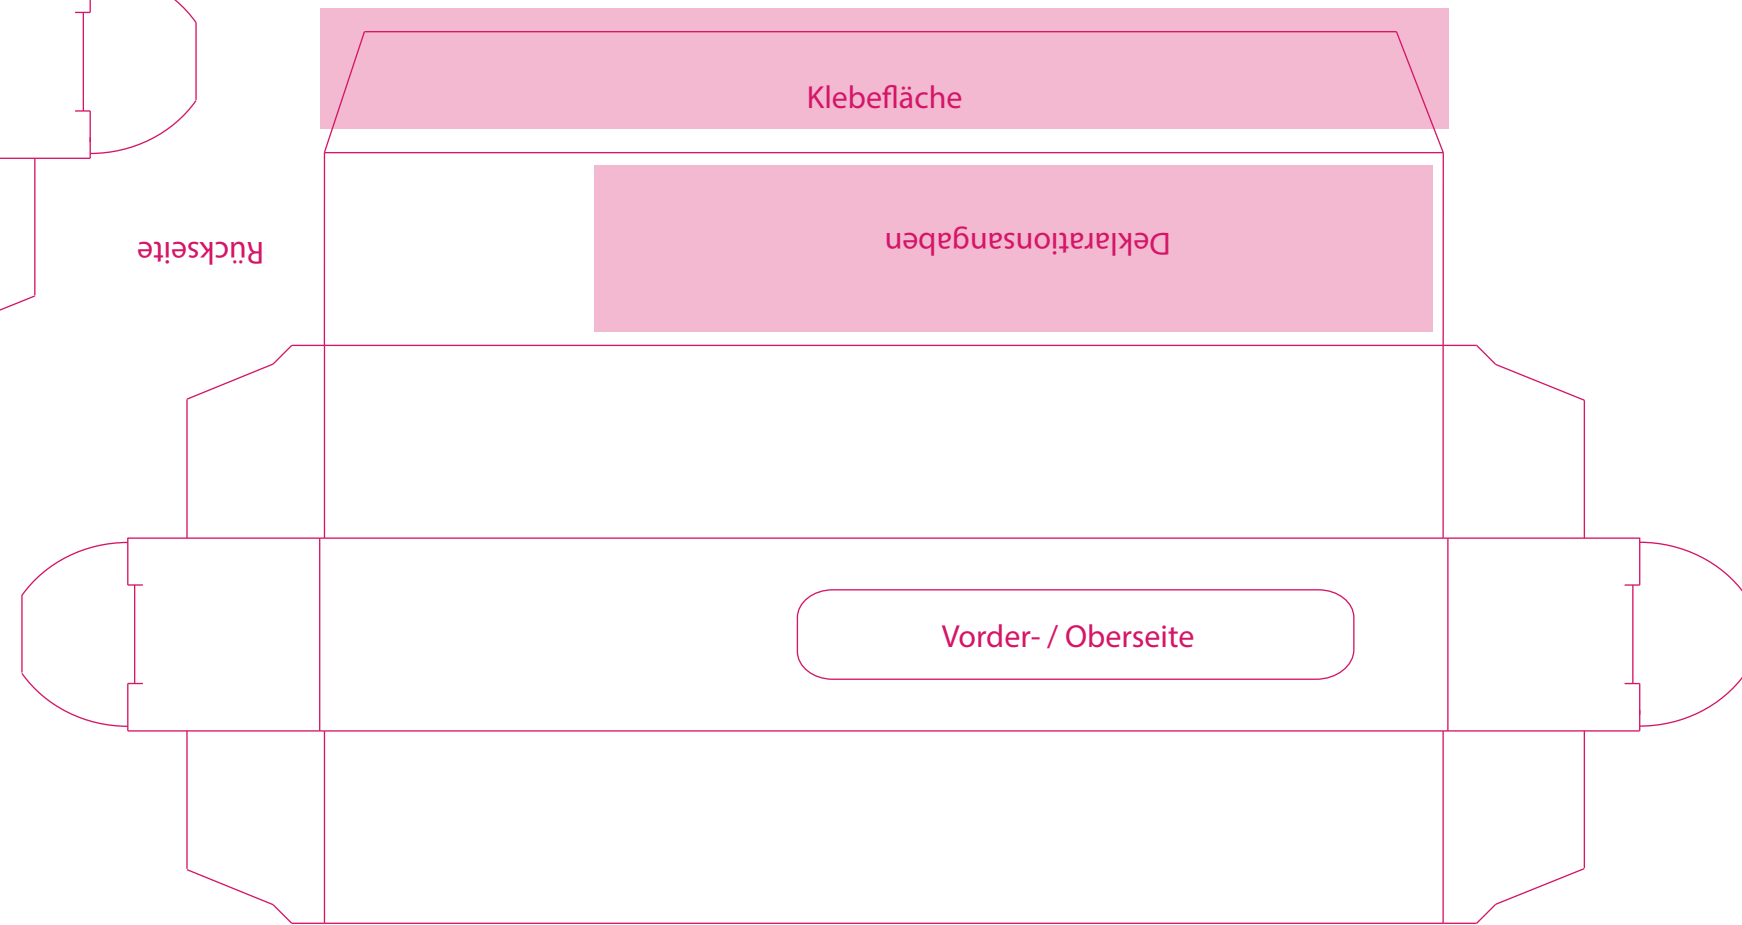 Klebefläche
Deklarationsangaben
Rückseite
Vorder- / Oberseite